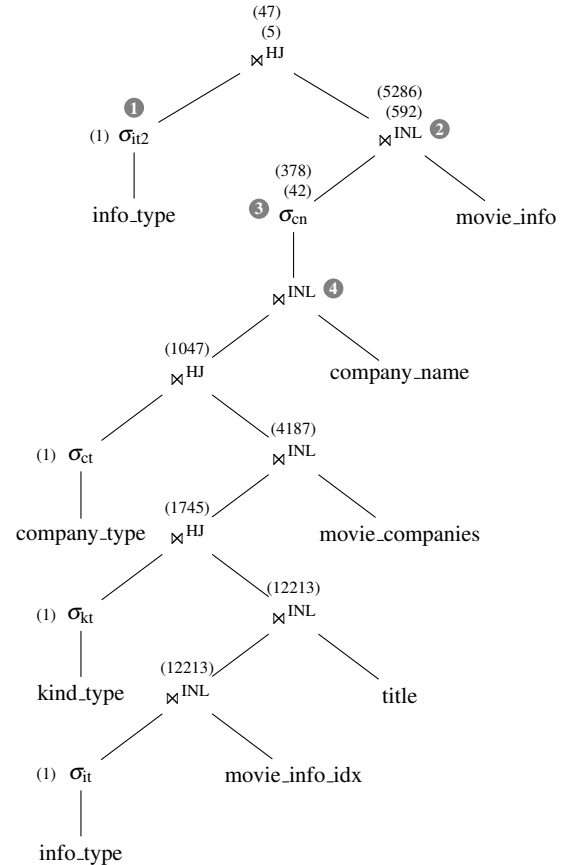 (47)
(5)
⋈ HJ
1
(1) σit2
(5286)
(592)
⋈ INL 2
info_type
(378)
(42)
3 σcn
movie_info
⋈ INL 4
(1047)
⋈ HJ
company_name
(1) σct
(4187)
⋈ INL
company_type
(1745)
⋈ HJ
movie_companies
(1) σkt
(12213)
⋈ INL
kind_type
(12213)
⋈ INL
title
(1) σit
movie_info_idx
info_type